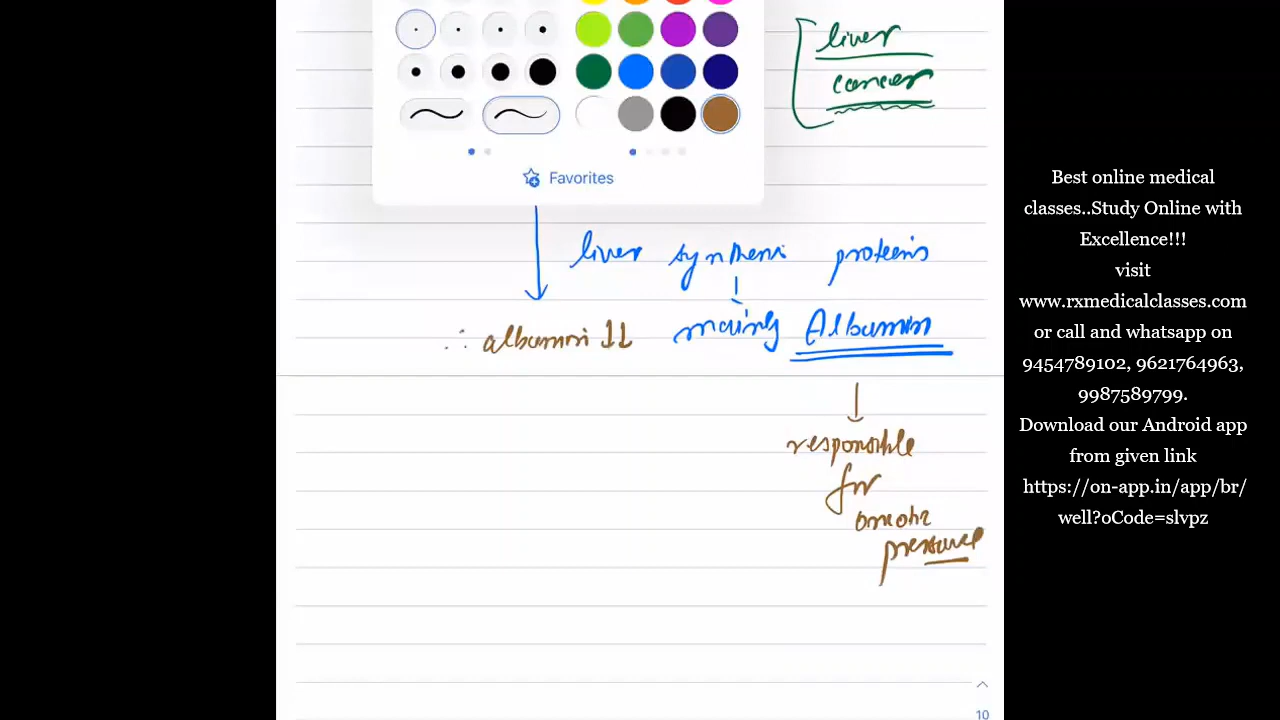 liver
cancer
Favorites
liver synthesis proteins
mainly Albumin
∴ albumin ↓↓
responsible
for
oncotic
pressure
10
Best online medical
classes..Study Online with
Excellence!!!
visit
www.rxmedicalclasses.com
or call and whatsapp on
9454789102, 9621764963,
9987589799.
Download our Android app
from given link
https://on-app.in/app/br/
well?oCode=slvpz